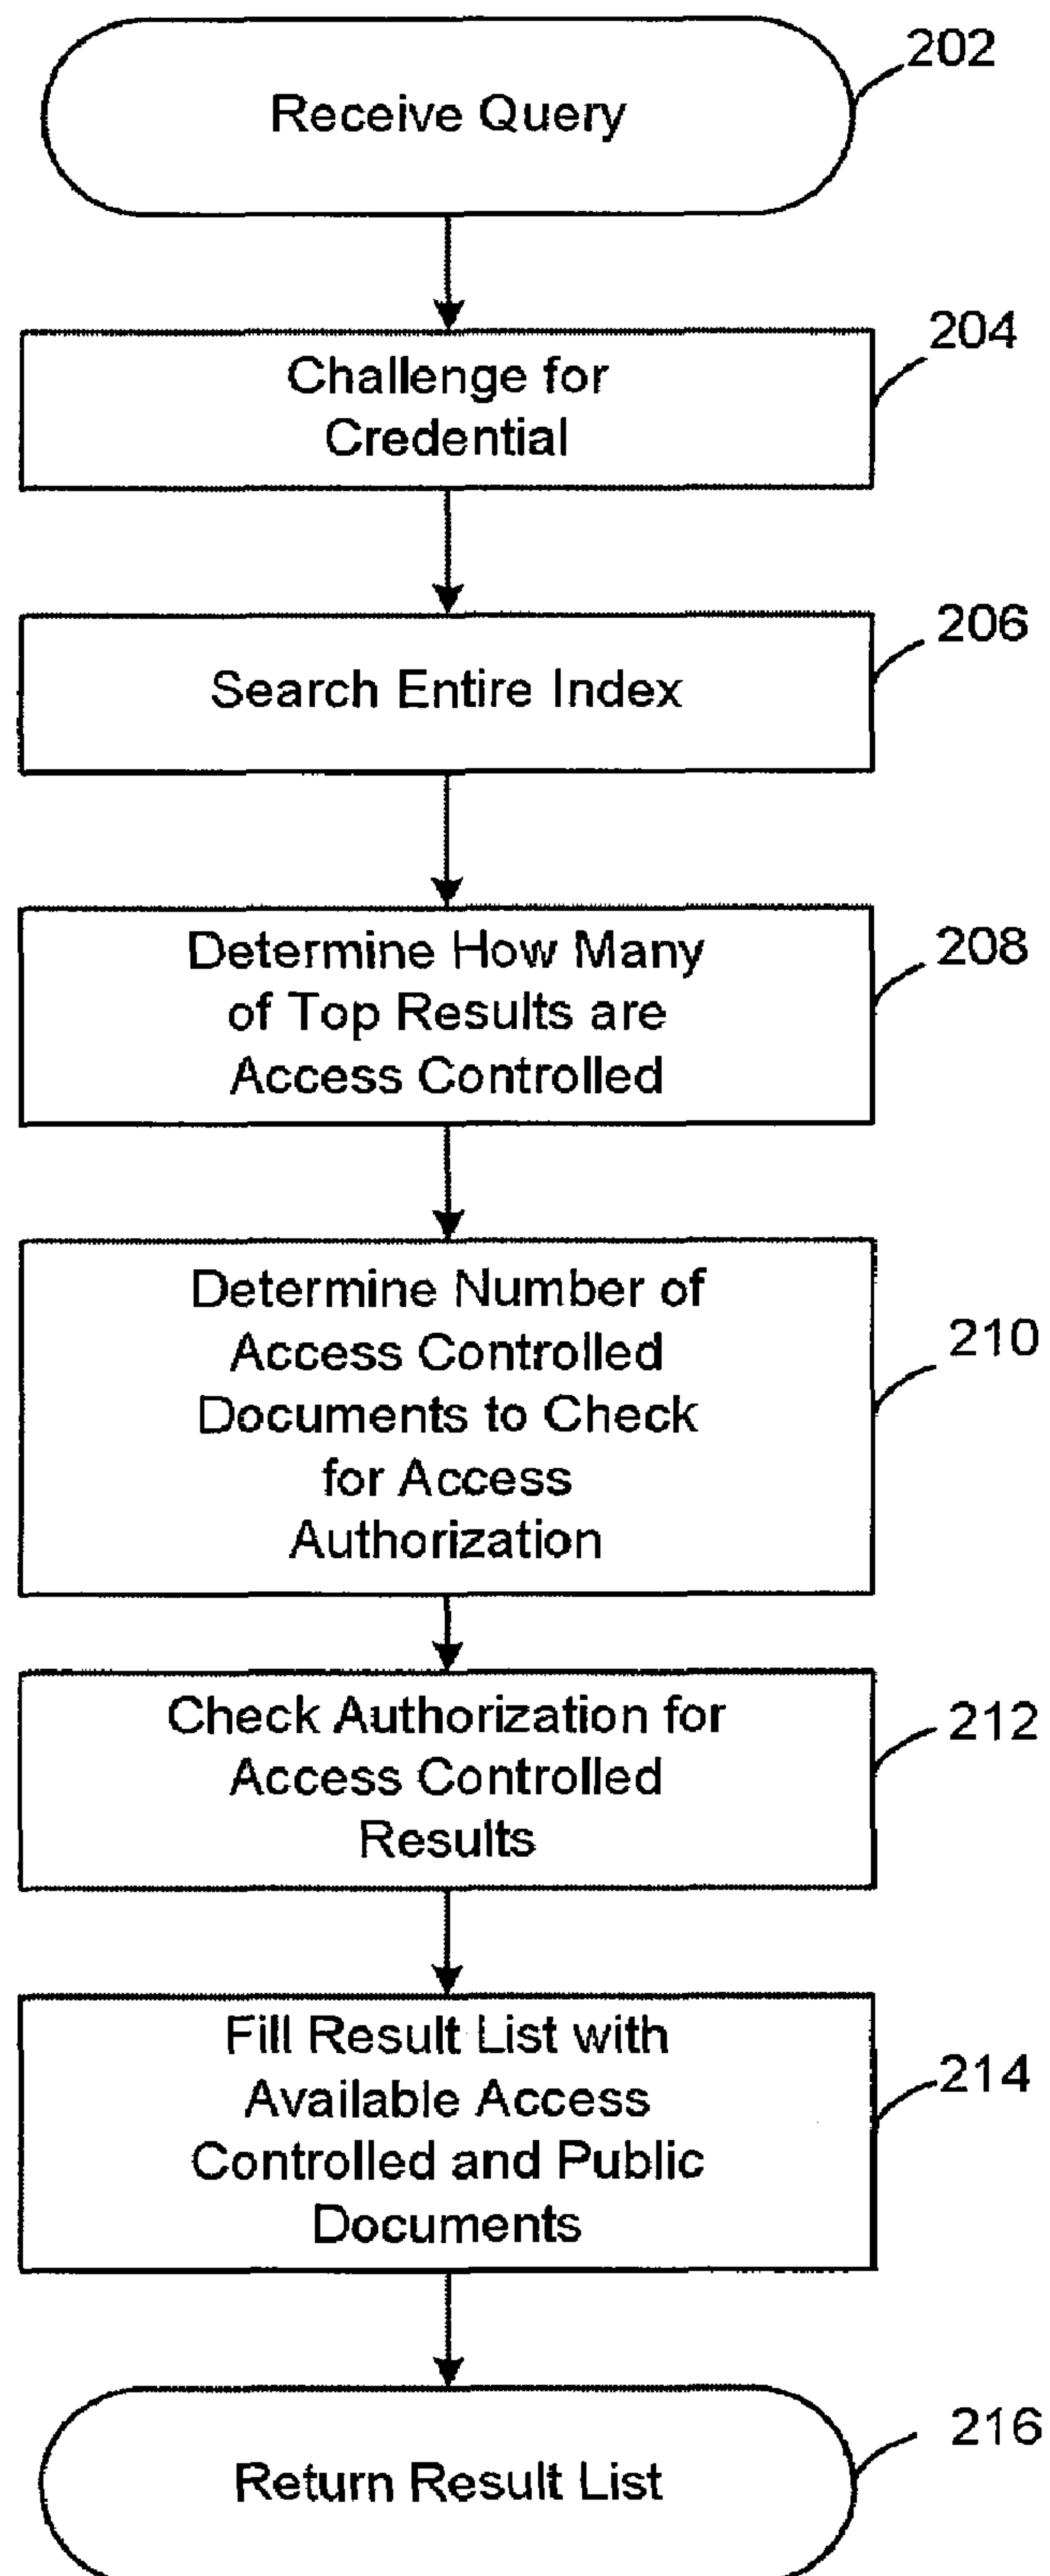 Receive Query
202
Challenge for
Credential
204
Search Entire Index
206
Determine How Many
of Top Results are
Access Controlled
208
Determine Number of
Access Controlled
Documents to Check
for Access
Authorization
210
Check Authorization for
Access Controlled
Results
212
Fill Result List with
Available Access
Controlled and Public
Documents
214
Return Result List
216